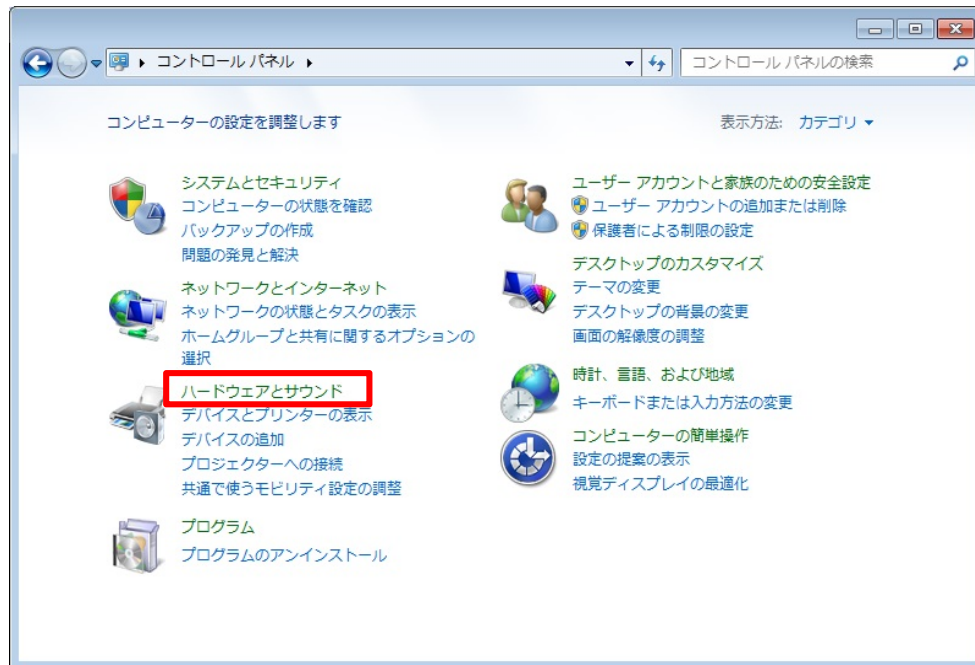 コントロール パネル
コントロール パネルの検索
コンピューターの設定を調整します
表示方法: カテゴリ
システムとセキュリティ
コンピューターの状態を確認
バックアップの作成
問題の発見と解決
ネットワークとインターネット
ネットワークの状態とタスクの表示
ホームグループと共有に関するオプションの
選択
ハードウェアとサウンド
デバイスとプリンターの表示
デバイスの追加
プロジェクターへの接続
共通で使うモビリティ設定の調整
プログラム
プログラムのアンインストール
ユーザー アカウントと家族のための安全設定
ユーザー アカウントの追加または削除
保護者による制限の設定
デスクトップのカスタマイズ
テーマの変更
デスクトップの背景の変更
画面の解像度の調整
時計、言語、および地域
キーボードまたは入力方法の変更
コンピューターの簡単操作
設定の提案の表示
視覚ディスプレイの最適化